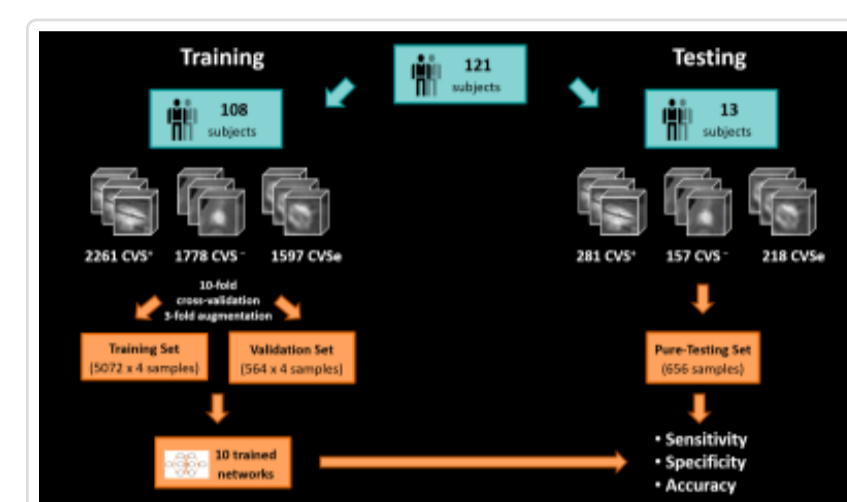 Training
121
subjects
Testing
108
subjects
13
subjects
2261 CVS⁺
1778 CVS⁻
1597 CVSe
281 CVS⁺
157 CVS⁻
218 CVSe
10-fold
cross-validation
3-fold augmentation
Training Set
(5072 x 4 samples)
Validation Set
(564 x 4 samples)
Pure-Testing Set
(656 samples)
10 trained
networks
• Sensitivity
• Specificity
• Accuracy